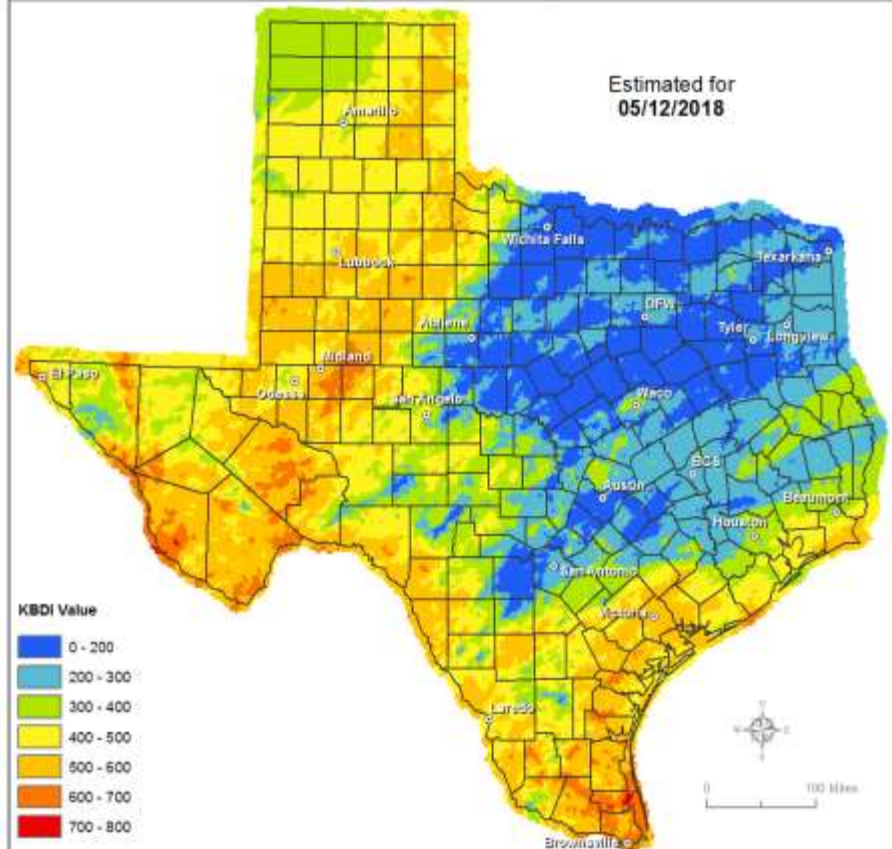 Estimated for
05/12/2018
Amarillo
Wichita Falls
Texarkana
Lubbock
DFW
Tyler
Abilene
Longview
Midland
El Paso
Odessa
San Angelo
Waco
BCS
Austin
Beaumont
Houston
San Antonio
Victoria
KBDI Value
0 - 200
200 - 300
300 - 400
400 - 500
500 - 600
600 - 700
700 - 800
Laredo
0 100 Miles
Brownsville